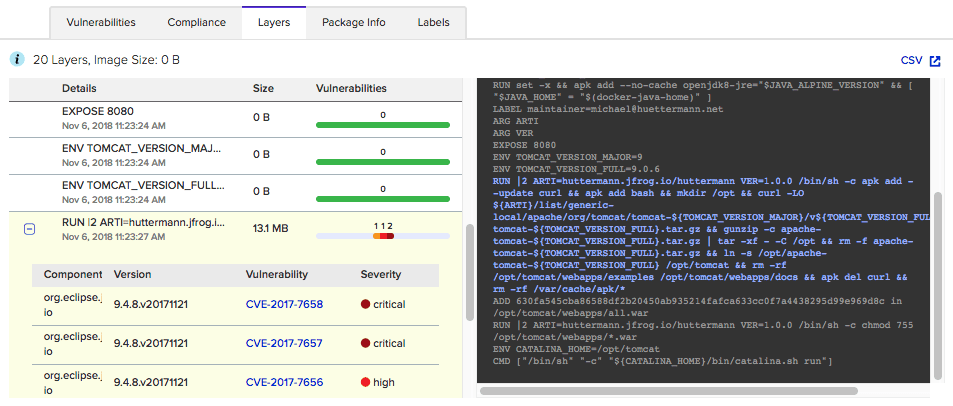 Vulnerabilities Compliance Layers Package Info Labels
i 20 Layers, Image Size: 0 B CSV
Details Size Vulnerabilities
EXPOSE 8080 0 B 0
Nov 6, 2018 11:23:24 AM
ENV TOMCAT_VERSION_MAJ... 0 B 0
Nov 6, 2018 11:23:24 AM
ENV TOMCAT_VERSION_FULL... 0 B 0
Nov 6, 2018 11:23:24 AM
RUN |2 ARTI=huttermann.jfrog.i... 13.1 MB 1 1 2
Nov 6, 2018 11:23:27 AM
Component Version Vulnerability Severity
org.eclipse.j
io 9.4.8.v20171121 CVE-2017-7658 critical
org.eclipse.j
io 9.4.8.v20171121 CVE-2017-7657 critical
org.eclipse.j
io 9.4.8.v20171121 CVE-2017-7656 high
RUN set -x && apk add --no-cache openjdk8-jre="$JAVA_ALPINE_VERSION" && [
"$JAVA_HOME" = "$(docker-java-home)" ]
LABEL maintainer=michael@huettermann.net
ARG ARTI
ARG VER
EXPOSE 8080
ENV TOMCAT_VERSION_MAJOR=9
ENV TOMCAT_VERSION_FULL=9.0.6
RUN |2 ARTI=huttermann.jfrog.io/huttermann VER=1.0.0 /bin/sh -c apk add -
-update curl && apk add bash && mkdir /opt && curl -LO
${ARTI}/list/generic-
local/apache/org/tomcat/tomcat-${TOMCAT_VERSION_MAJOR}/v${TOMCAT_VERSION_FUL
tomcat-${TOMCAT_VERSION_FULL}.tar.gz && gunzip -c apache-
tomcat-${TOMCAT_VERSION_FULL}.tar.gz | tar -xf - -C /opt && rm -f apache-
tomcat-${TOMCAT_VERSION_FULL}.tar.gz && ln -s /opt/apache-
tomcat-${TOMCAT_VERSION_FULL} /opt/tomcat && rm -rf
/opt/tomcat/webapps/examples /opt/tomcat/webapps/docs && apk del curl &&
rm -rf /var/cache/apk/*
ADD 630fa545cba86588df2b20450ab935214fafca633cc0f7a4438295d99e969d8c in
/opt/tomcat/webapps/all.war
RUN |2 ARTI=huttermann.jfrog.io/huttermann VER=1.0.0 /bin/sh -c chmod 755
/opt/tomcat/webapps/*.war
ENV CATALINA_HOME=/opt/tomcat
CMD ["/bin/sh" "-c" "${CATALINA_HOME}/bin/catalina.sh run"]